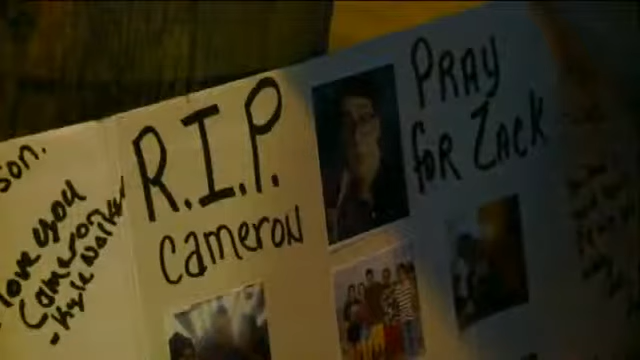 son.
love you
Cameron
-Kyle Walker
R.I.P.
Cameron
Pray
for Zack